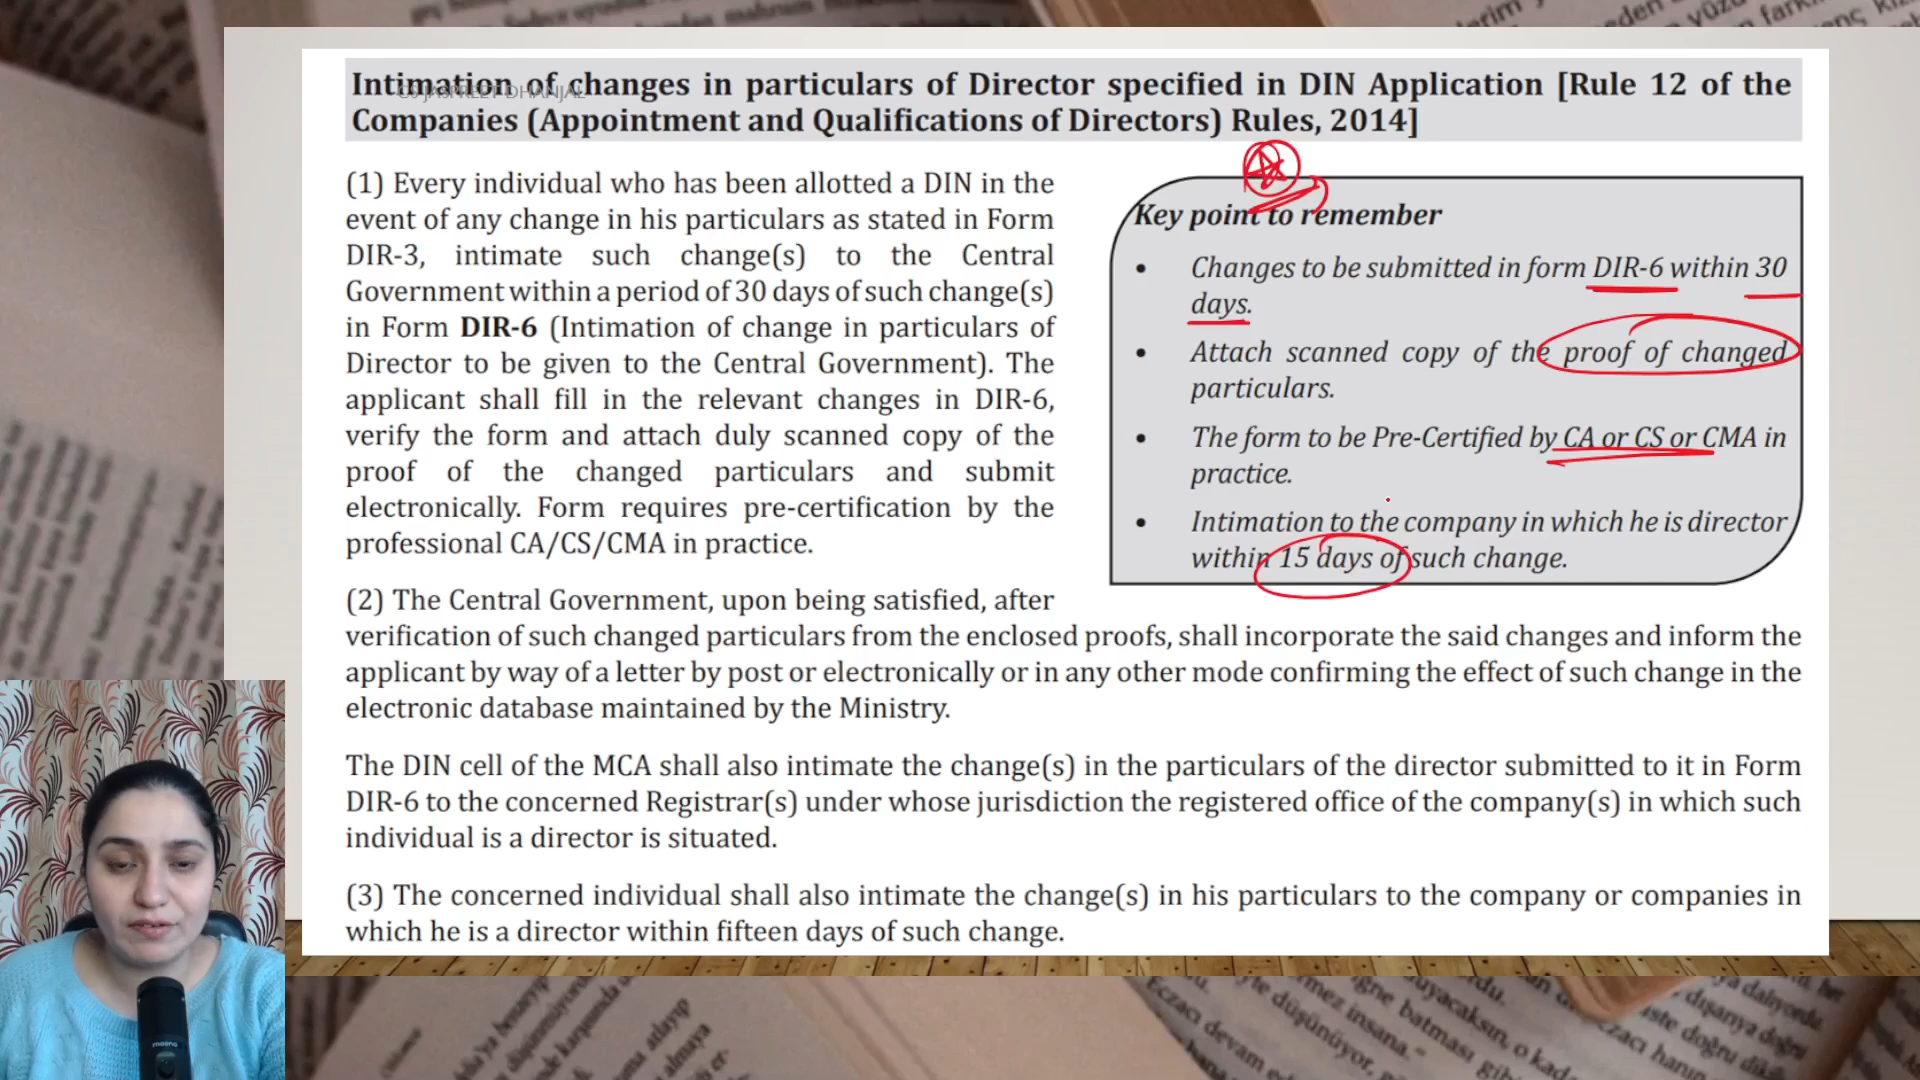 Intimation of changes in particulars of Director specified in DIN Application [Rule 12 of the
Companies (Appointment and Qualifications of Directors) Rules, 2014]
CS JASPREET DHANJAL
(1) Every individual who has been allotted a DIN in the
event of any change in his particulars as stated in Form
DIR-3, intimate such change(s) to the Central
Government within a period of 30 days of such change(s)
in Form DIR-6 (Intimation of change in particulars of
Director to be given to the Central Government). The
applicant shall fill in the relevant changes in DIR-6,
verify the form and attach duly scanned copy of the
proof of the changed particulars and submit
electronically. Form requires pre-certification by the
professional CA/CS/CMA in practice.
Key point to remember
• Changes to be submitted in form DIR-6 within 30
days.
• Attach scanned copy of the proof of changed
particulars.
• The form to be Pre-Certified by CA or CS or CMA in
practice.
• Intimation to the company in which he is director
within 15 days of such change.
(2) The Central Government, upon being satisfied, after
verification of such changed particulars from the enclosed proofs, shall incorporate the said changes and inform the
applicant by way of a letter by post or electronically or in any other mode confirming the effect of such change in the
electronic database maintained by the Ministry.
The DIN cell of the MCA shall also intimate the change(s) in the particulars of the director submitted to it in Form
DIR-6 to the concerned Registrar(s) under whose jurisdiction the registered office of the company(s) in which such
individual is a director is situated.
(3) The concerned individual shall also intimate the change(s) in his particulars to the company or companies in
which he is a director within fifteen days of such change.
maono